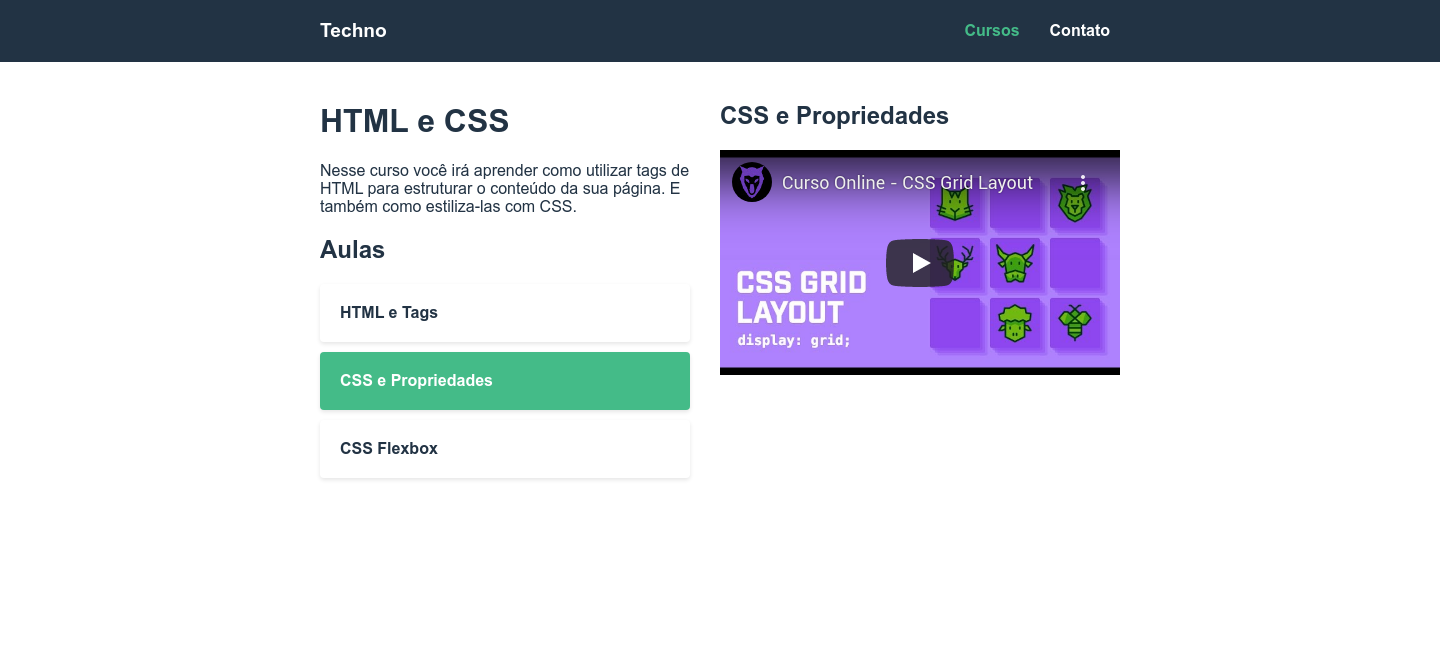 Techno
Cursos
Contato
HTML e CSS
Nesse curso você irá aprender como utilizar tags de
HTML para estruturar o conteúdo da sua página. E
também como estiliza-las com CSS.
Aulas
HTML e Tags
CSS e Propriedades
CSS Flexbox
CSS e Propriedades
Curso Online - CSS Grid Layout
CSS GRID
LAYOUT
display: grid;